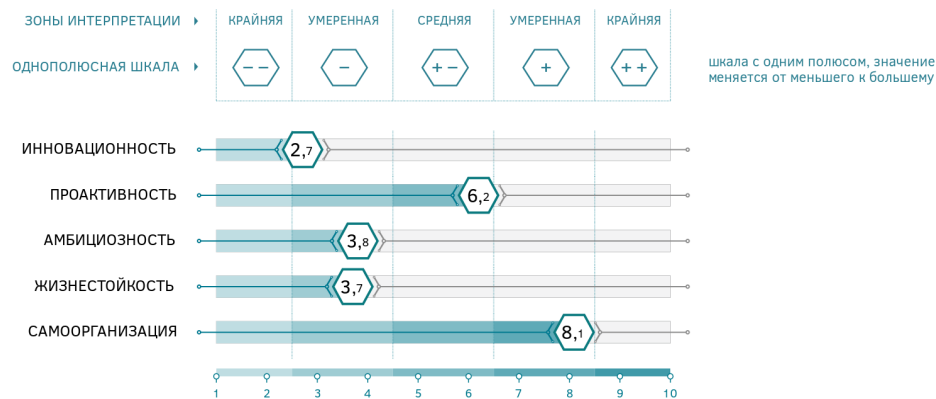 ЗОНЫ ИНТЕРПРЕТАЦИИ КРАЙНЯЯ УМЕРЕННАЯ СРЕДНЯЯ УМЕРЕННАЯ КРАЙНЯЯ
ОДНОПОЛЮСНАЯ ШКАЛА – – – + – + + +
шкала с одним полюсом, значение
меняется от меньшего к большему
ИННОВАЦИОННОСТЬ 2,7
ПРОАКТИВНОСТЬ 6,2
АМБИЦИОЗНОСТЬ 3,8
ЖИЗНЕСТОЙКОСТЬ 3,7
САМООРГАНИЗАЦИЯ 8,1
1 2 3 4 5 6 7 8 9 10